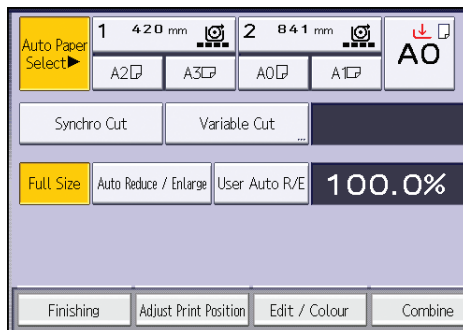 Auto Paper
Select▶
1 420 mm
2 841 mm
A2
A3
A0
A1
A0
Synchro Cut
Variable Cut
...
Full Size
Auto Reduce / Enlarge
User Auto R/E
100.0%
Finishing
Adjust Print Position
Edit / Colour
Combine